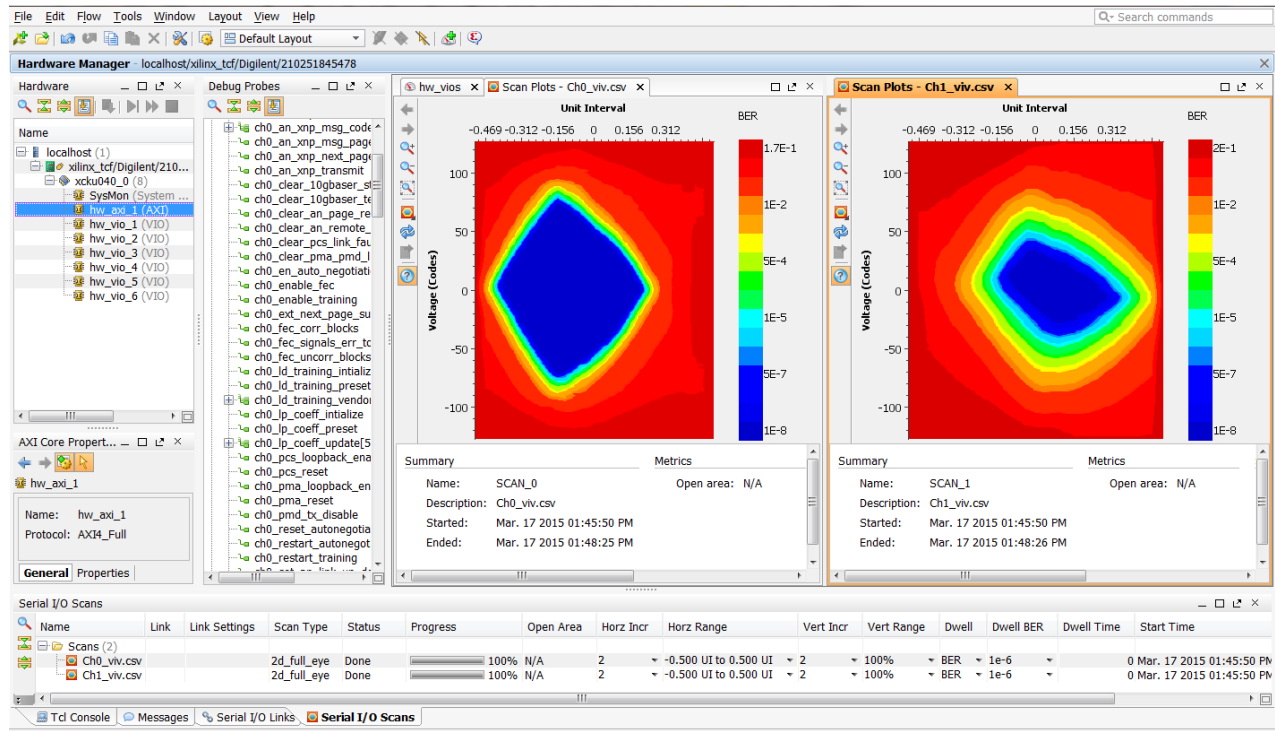 File Edit Flow Tools Window Layout View Help
Search commands
Default Layout
Hardware Manager - localhost/xilinx_tcf/Digilent/210251845478
Hardware
Name
localhost (1)
xilinx_tcf/Digilent/210...
xcku040_0 (8)
SysMon (System ...
hw_axi_1 (AXI)
hw_vio_1 (VIO)
hw_vio_2 (VIO)
hw_vio_3 (VIO)
hw_vio_4 (VIO)
hw_vio_5 (VIO)
hw_vio_6 (VIO)
AXI Core Propert...
hw_axi_1
Name: hw_axi_1
Protocol: AXI4_Full
General Properties
Debug Probes
ch0_an_xnp_msg_code
ch0_an_xnp_msg_page
ch0_an_xnp_next_page
ch0_an_xnp_transmit
ch0_clear_10gbaser_st
ch0_clear_10gbaser_te
ch0_clear_an_page_re
ch0_clear_an_remote_
ch0_clear_pcs_link_fau
ch0_clear_pma_pmd_l
ch0_en_auto_negotiati
ch0_enable_fec
ch0_enable_training
ch0_ext_next_page_su
ch0_fec_corr_blocks
ch0_fec_signals_err_tc
ch0_fec_uncorr_blocks
ch0_ld_training_intializ
ch0_ld_training_preset
ch0_ld_training_vendor
ch0_lp_coeff_intialize
ch0_lp_coeff_preset
ch0_lp_coeff_update[5
ch0_pcs_loopback_ena
ch0_pcs_reset
ch0_pma_loopback_en
ch0_pma_reset
ch0_pmd_tx_disable
ch0_reset_autonegotia
ch0_restart_autonegot
ch0_restart_training
hw_vios Scan Plots - Ch0_viv.csv
Unit Interval
BER
-0.469 -0.312 -0.156 0 0.156 0.312
Voltage (Codes)
100
50
0
-50
-100
1.7E-1
1E-2
5E-4
1E-5
5E-7
1E-8
Summary
Metrics
Name: SCAN_0
Open area: N/A
Description: Ch0_viv.csv
Started: Mar. 17 2015 01:45:50 PM
Ended: Mar. 17 2015 01:48:25 PM
Scan Plots - Ch1_viv.csv
Unit Interval
BER
-0.469 -0.312 -0.156 0 0.156 0.312
Voltage (Codes)
100
50
0
-50
-100
2E-1
1E-2
5E-4
1E-5
5E-7
1E-8
Summary
Metrics
Name: SCAN_1
Open area: N/A
Description: Ch1_viv.csv
Started: Mar. 17 2015 01:45:50 PM
Ended: Mar. 17 2015 01:48:26 PM
Serial I/O Scans
Name Link Link Settings Scan Type Status Progress Open Area Horz Incr Horz Range Vert Incr Vert Range Dwell Dwell BER Dwell Time Start Time
Scans (2)
Ch0_viv.csv 2d_full_eye Done 100% N/A 2 -0.500 UI to 0.500 UI 2 100% BER 1e-6 0 Mar. 17 2015 01:45:50 PM
Ch1_viv.csv 2d_full_eye Done 100% N/A 2 -0.500 UI to 0.500 UI 2 100% BER 1e-6 0 Mar. 17 2015 01:45:50 PM
Tcl Console Messages Serial I/O Links Serial I/O Scans